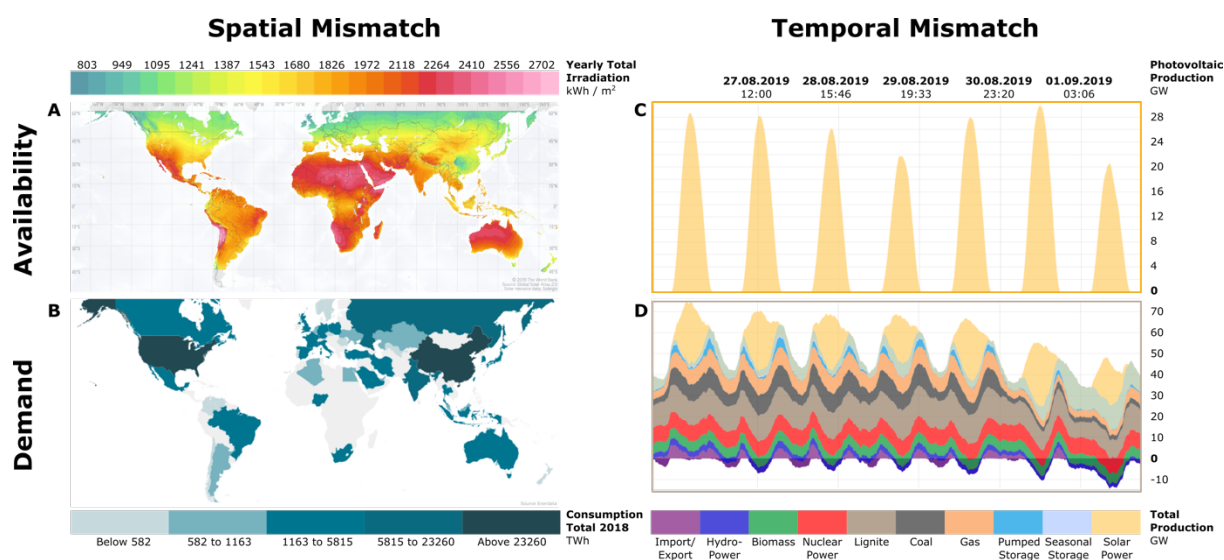 Spatial Mismatch
Temporal Mismatch
803 949 1095 1241 1387 1543 1680 1826 1972 2118 2264 2410 2556 2702
Yearly Total
Irradiation
kWh / m²
27.08.2019 28.08.2019 29.08.2019 30.08.2019 01.09.2019
12:00 15:46 19:33 23:20 03:06
Photovoltaic
Production
GW
Availability
A
C
28
24
20
16
12
8
4
0
Demand
B
D
70
60
50
40
30
20
10
0
-10
Below 582
582 to 1163
1163 to 5815
5815 to 23260
Above 23260
Consumption
Total 2018
TWh
Import/
Export
Hydro-
Power
Biomass
Nuclear
Power
Lignite
Coal
Gas
Pumped
Storage
Seasonal
Storage
Solar
Power
Total
Production
GW